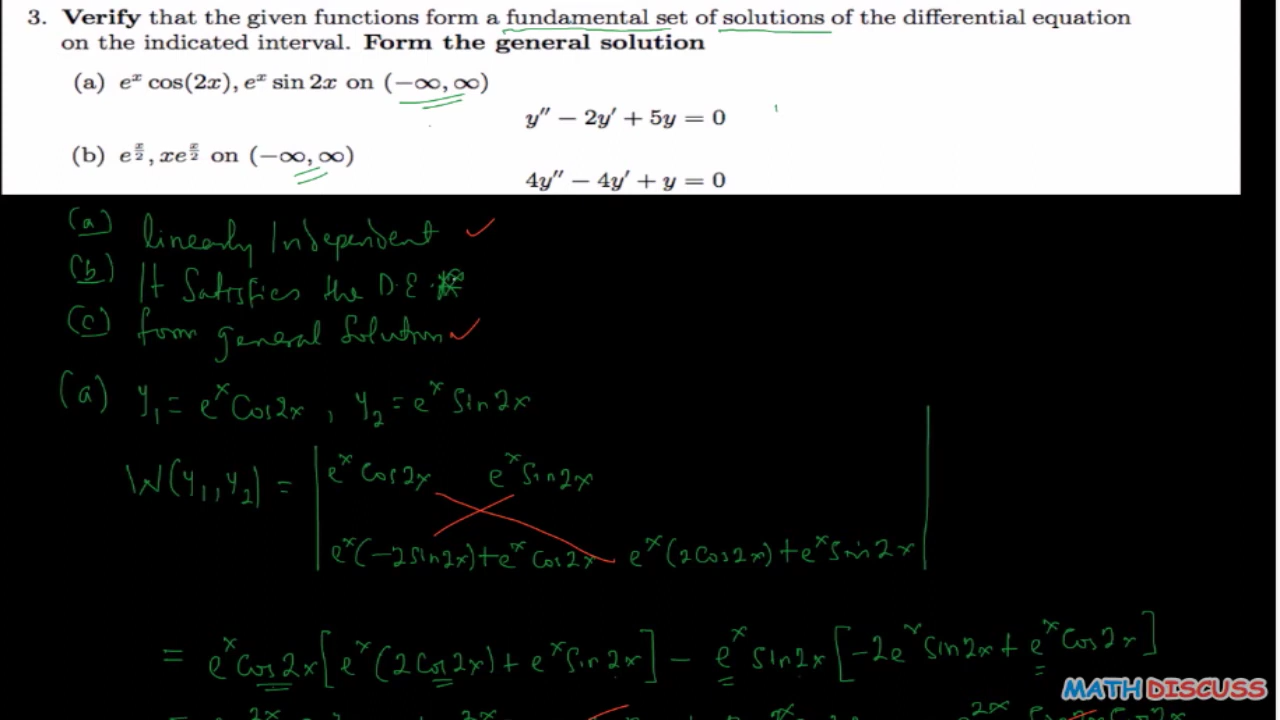 3. Verify that the given functions form a fundamental set of solutions of the differential equation
on the indicated interval. Form the general solution
(a) e^x cos(2x), e^x sin 2x on (−∞, ∞)
y″ − 2y′ + 5y = 0
(b) e^{x/2}, xe^{x/2} on (−∞, ∞)
4y″ − 4y′ + y = 0
(a) linearly Independent ✓
(b) It Satisfies the D.E.
(c) form general Solution ✓
(a) y₁ = e^x Cos2x , y₂ = e^x Sin2x
W(y₁, y₂) = | e^x Cos2x e^x Sin2x |
e^x(−2Sin2x) + e^x Cos2x e^x(2Cos2x) + e^x Sin2x
= e^x Cos2x [e^x(2Cos2x) + e^x Sin2x] − e^x Sin2x [−2e^x Sin2x + e^x Cos2x]
MATH DISCUSS